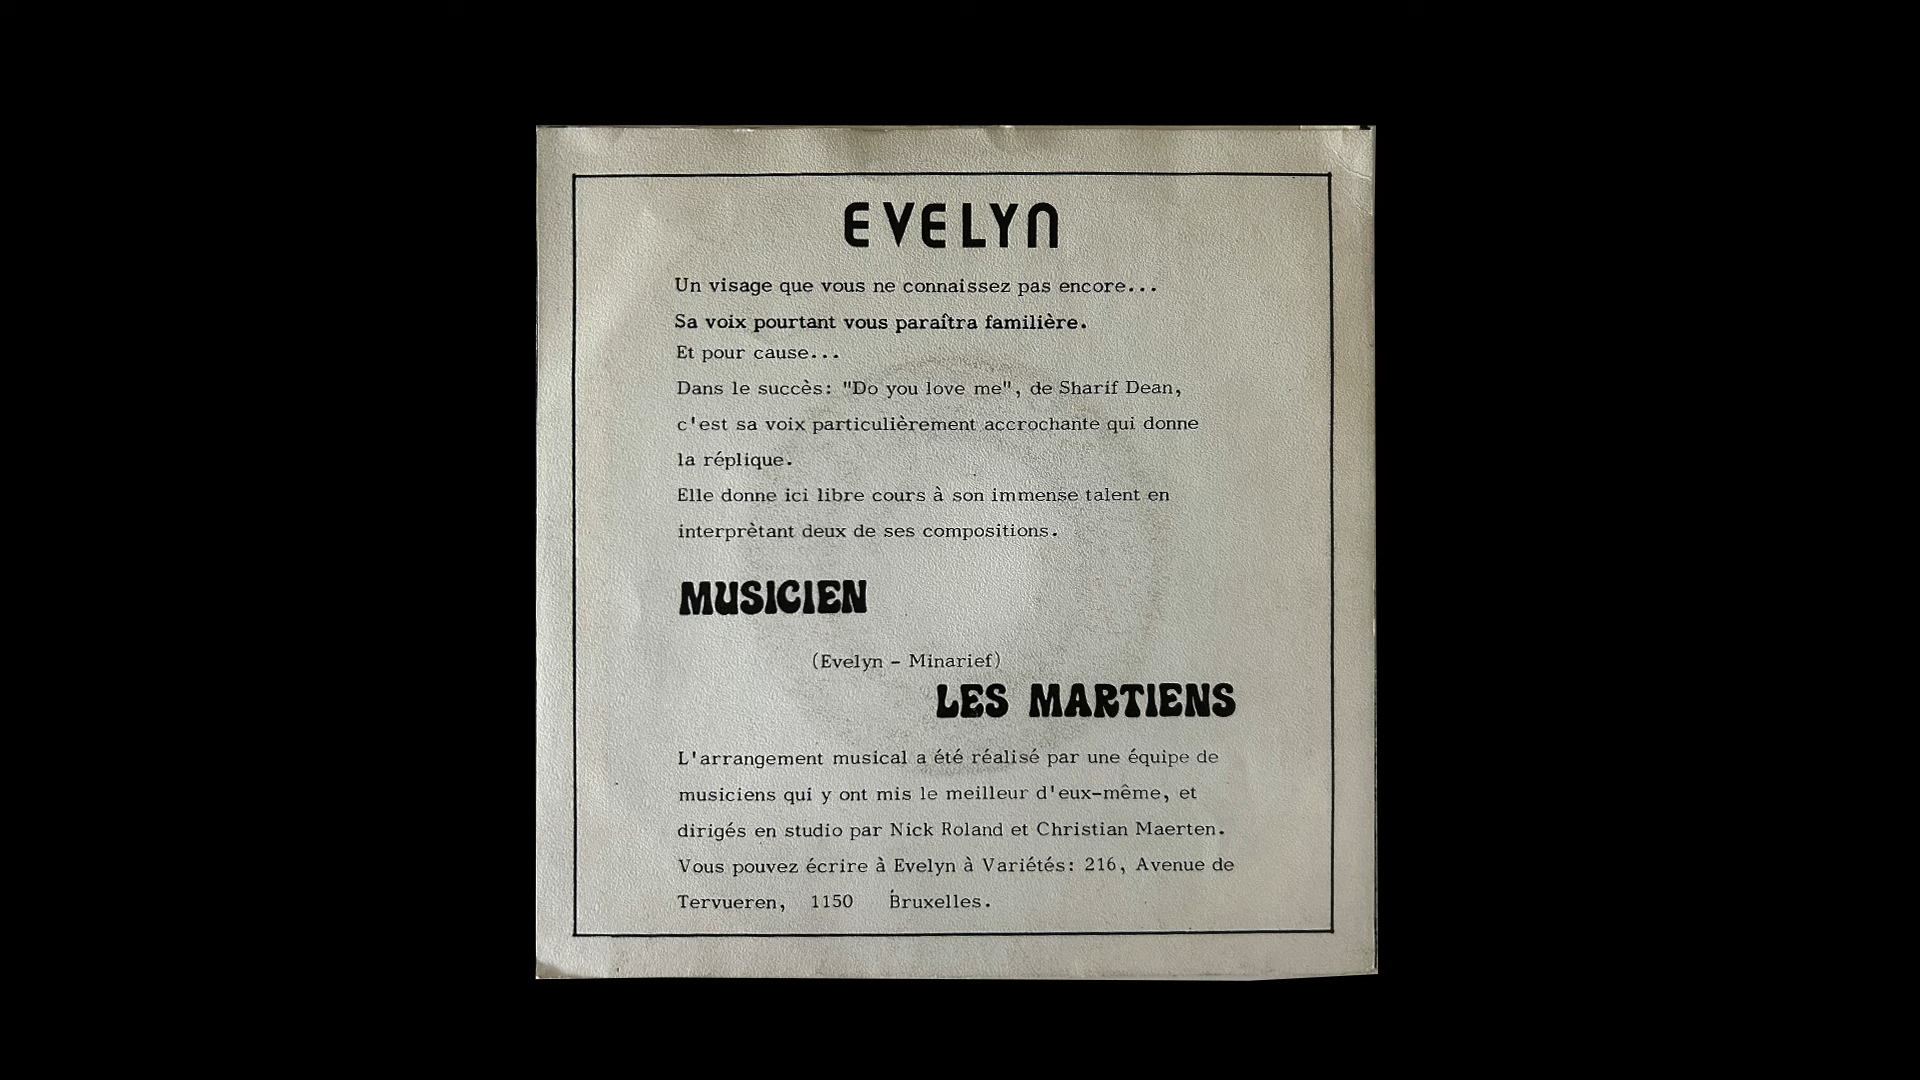 EVELYN
Un visage que vous ne connaissez pas encore...
Sa voix pourtant vous paraîtra familière.
Et pour cause...
Dans le succès: "Do you love me", de Sharif Dean,
c'est sa voix particulièrement accrochante qui donne
la réplique.
Elle donne ici libre cours à son immense talent en
interprètant deux de ses compositions.
MUSICIEN
(Evelyn - Minarief)
LES MARTIENS
L'arrangement musical a été réalisé par une équipe de
musiciens qui y ont mis le meilleur d'eux-même, et
dirigés en studio par Nick Roland et Christian Maerten.
Vous pouvez écrire à Evelyn à Variétés: 216, Avenue de
Tervueren, 1150 Bruxelles.